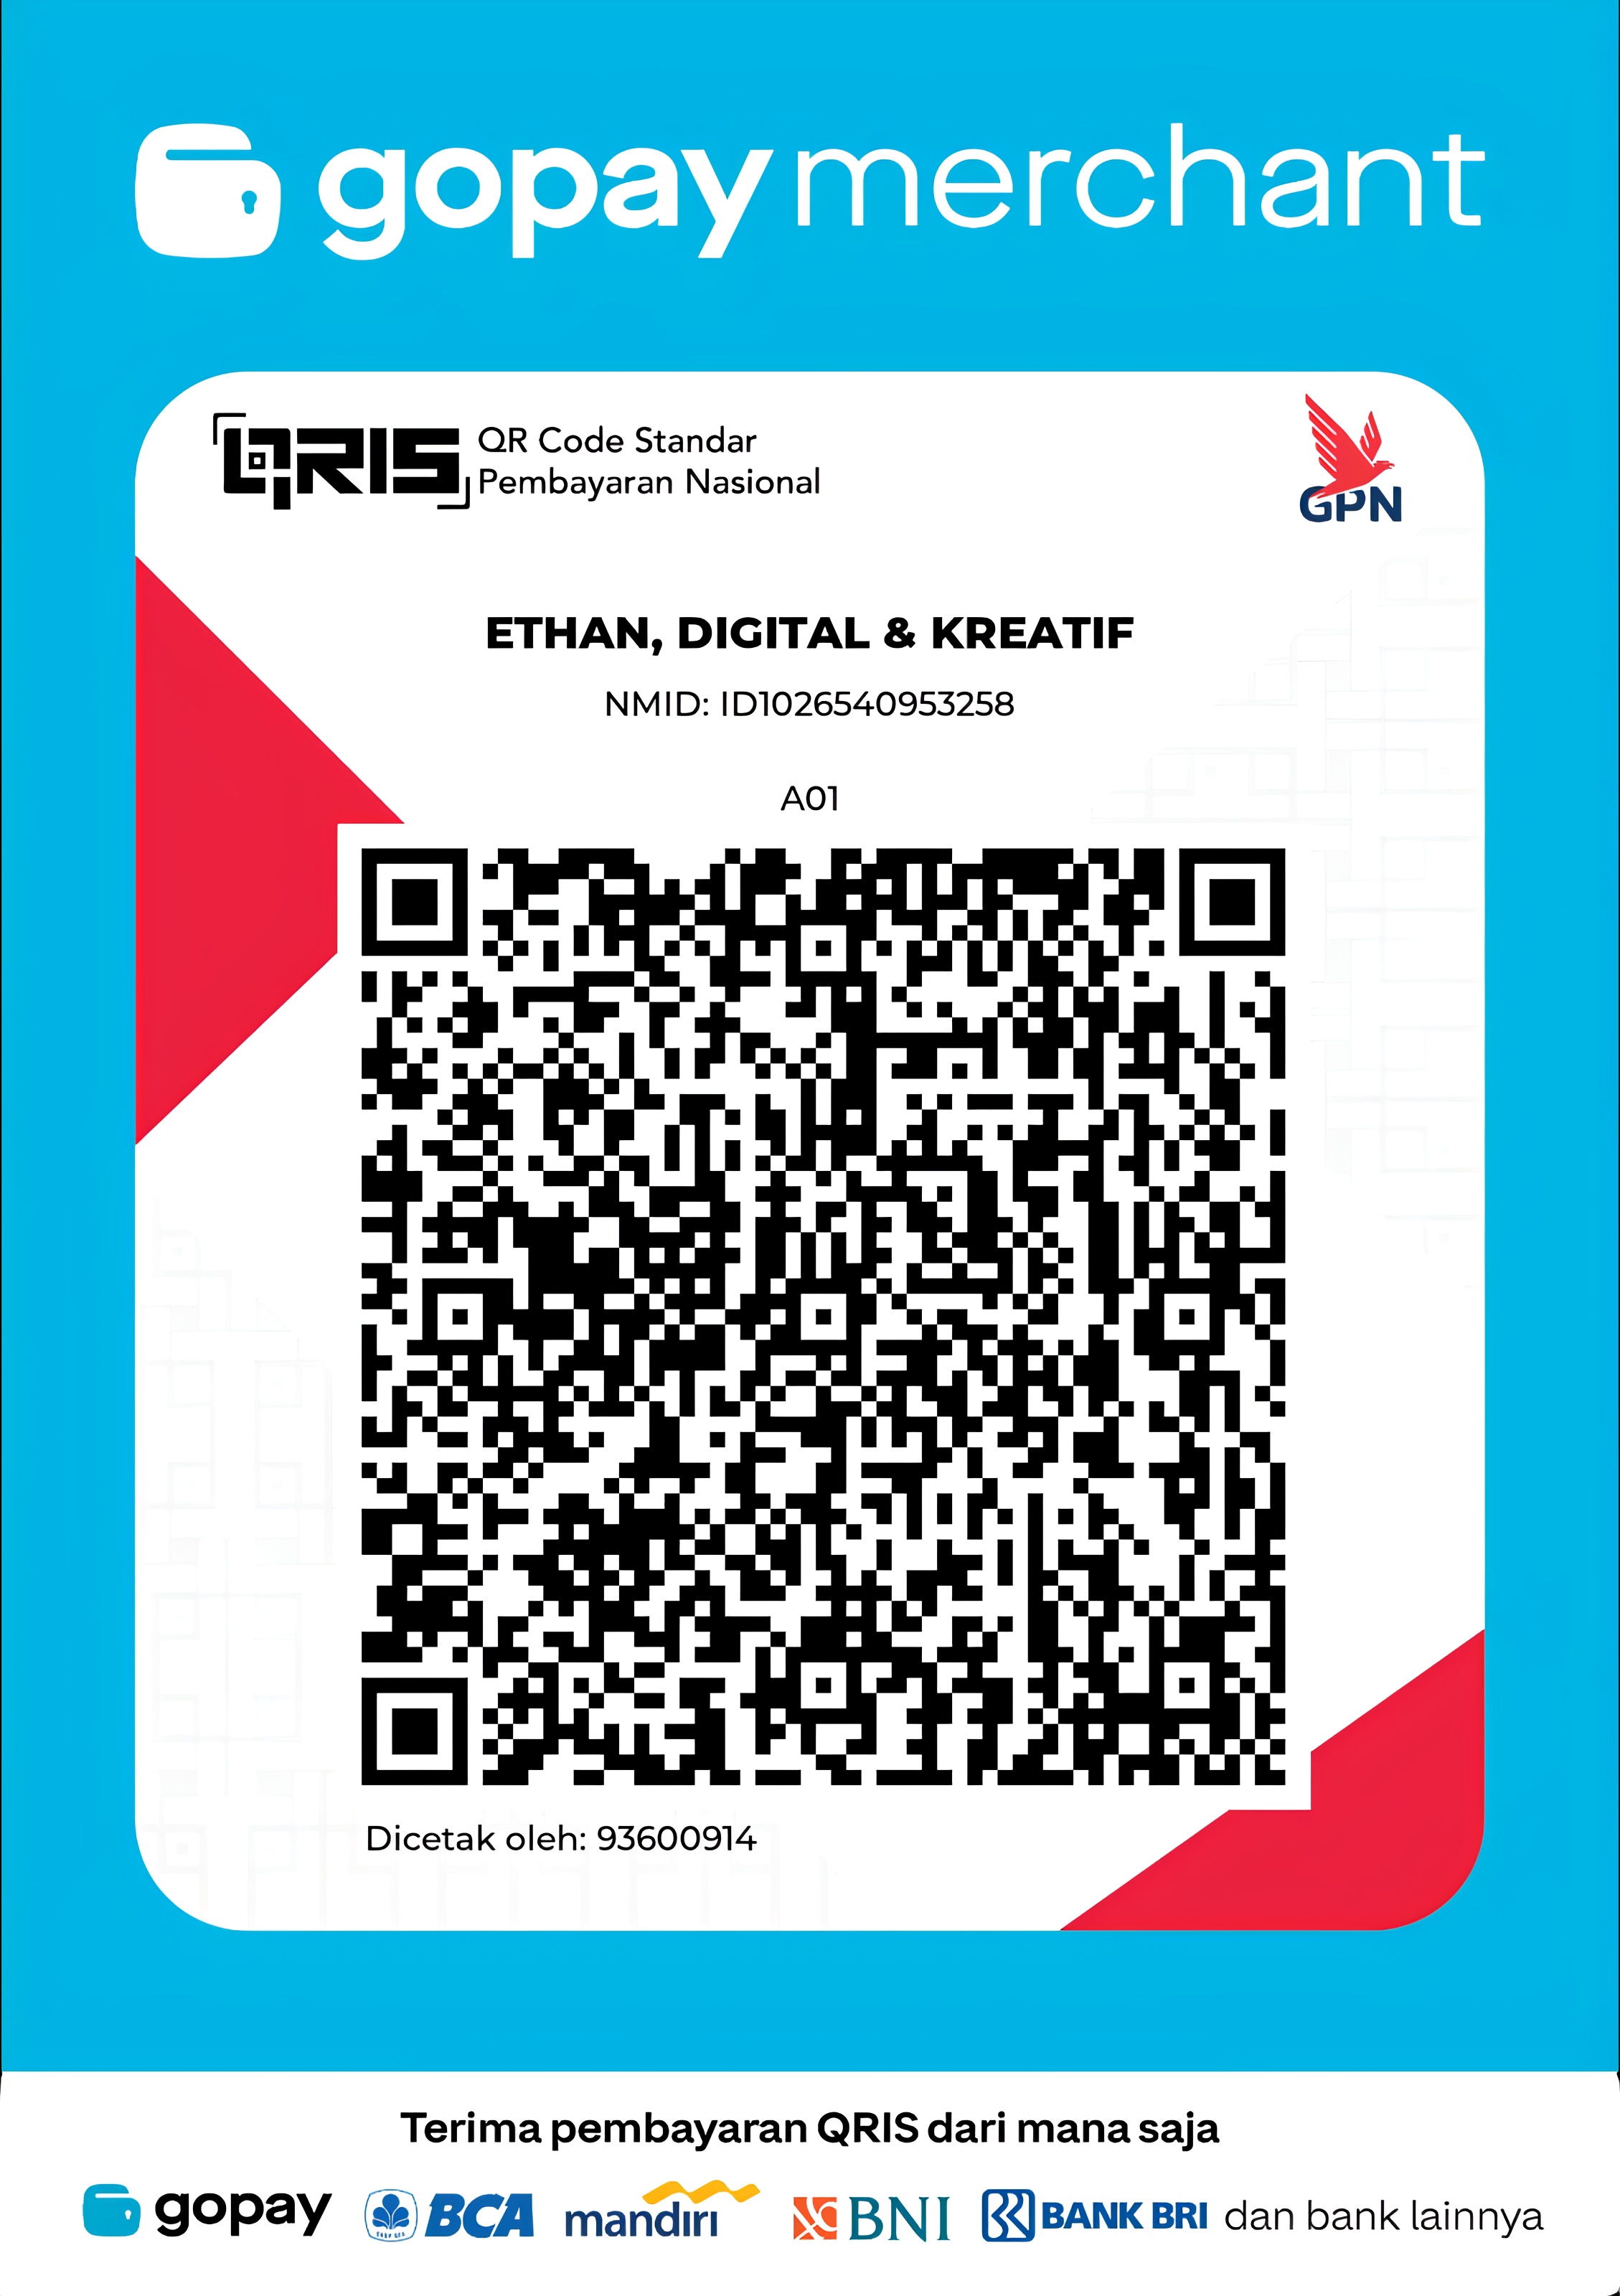 gopay merchant
QRIS QR Code Standar
Pembayaran Nasional
GPN
ETHAN, DIGITAL & KREATIF
NMID: ID1026540953258
A01
Dicetak oleh: 93600914
Terima pembayaran QRIS dari mana saja
gopay BCA mandiri BNI BANK BRI dan bank lainnya